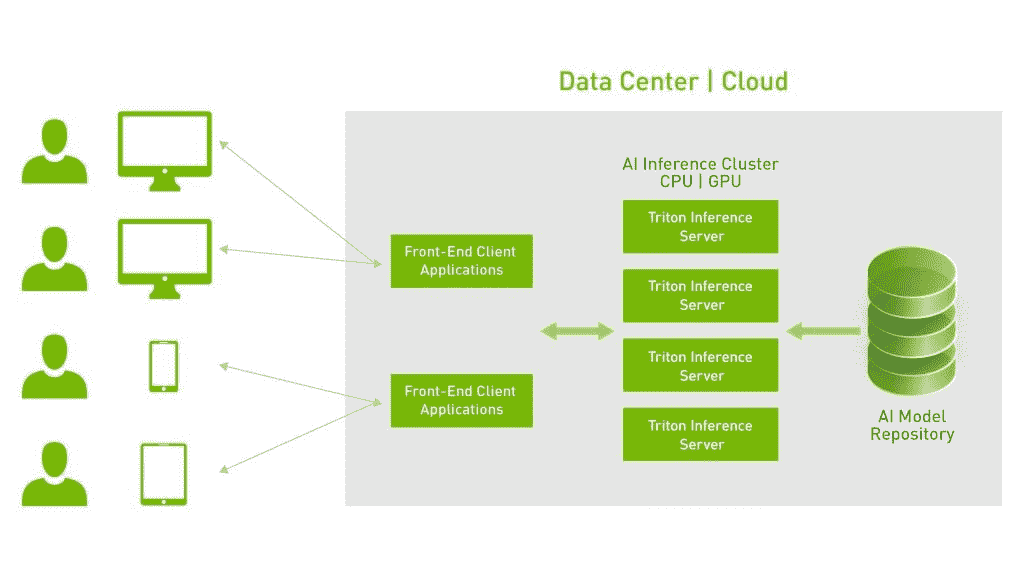 Data Center | Cloud
AI Inference Cluster
CPU | GPU
Front-End Client
Applications
Front-End Client
Applications
Triton Inference
Server
Triton Inference
Server
Triton Inference
Server
Triton Inference
Server
AI Model
Repository